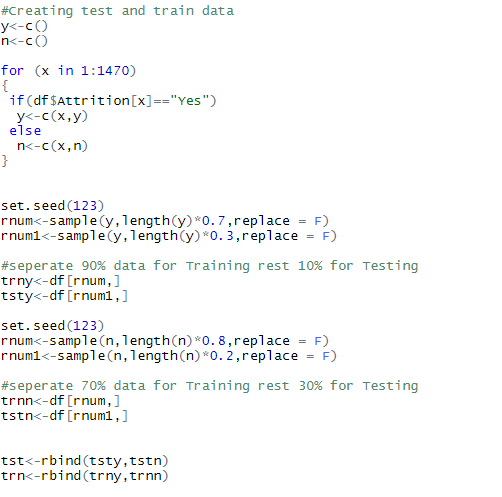 #Creating test and train data
y<-c()
n<-c()
for (x in 1:1470)
{
if(df$Attrition[x]=="Yes")
y<-c(x,y)
else
n<-c(x,n)
}
set.seed(123)
rnum<-sample(y,length(y)*0.7,replace = F)
rnum1<-sample(y,length(y)*0.3,replace = F)
#seperate 90% data for Training rest 10% for Testing
trny<-df[rnum,]
tsty<-df[rnum1,]
set.seed(123)
rnum<-sample(n,length(n)*0.8,replace = F)
rnum1<-sample(n,length(n)*0.2,replace = F)
#seperate 70% data for Training rest 30% for Testing
trnn<-df[rnum,]
tstn<-df[rnum1,]
tst<-rbind(tsty,tstn)
trn<-rbind(trny,trnn)